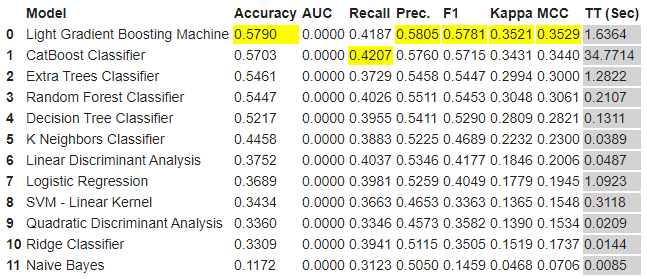 Model Accuracy AUC Recall Prec. F1 Kappa MCC TT (Sec)
0 Light Gradient Boosting Machine 0.5790 0.0000 0.4187 0.5805 0.5781 0.3521 0.3529 1.6364
1 CatBoost Classifier 0.5703 0.0000 0.4207 0.5760 0.5715 0.3431 0.3440 34.7714
2 Extra Trees Classifier 0.5461 0.0000 0.3729 0.5458 0.5447 0.2994 0.3000 1.2822
3 Random Forest Classifier 0.5447 0.0000 0.4026 0.5511 0.5453 0.3048 0.3061 0.2107
4 Decision Tree Classifier 0.5217 0.0000 0.3955 0.5411 0.5290 0.2809 0.2821 0.1311
5 K Neighbors Classifier 0.4458 0.0000 0.3883 0.5225 0.4689 0.2232 0.2300 0.0389
6 Linear Discriminant Analysis 0.3752 0.0000 0.4037 0.5346 0.4177 0.1846 0.2006 0.0487
7 Logistic Regression 0.3689 0.0000 0.3981 0.5259 0.4049 0.1779 0.1945 1.0923
8 SVM - Linear Kernel 0.3434 0.0000 0.3663 0.4653 0.3363 0.1365 0.1548 0.3118
9 Quadratic Discriminant Analysis 0.3360 0.0000 0.3346 0.4573 0.3582 0.1390 0.1534 0.0209
10 Ridge Classifier 0.3309 0.0000 0.3941 0.5115 0.3505 0.1519 0.1737 0.0144
11 Naive Bayes 0.1172 0.0000 0.3123 0.5050 0.1459 0.0468 0.0706 0.0085